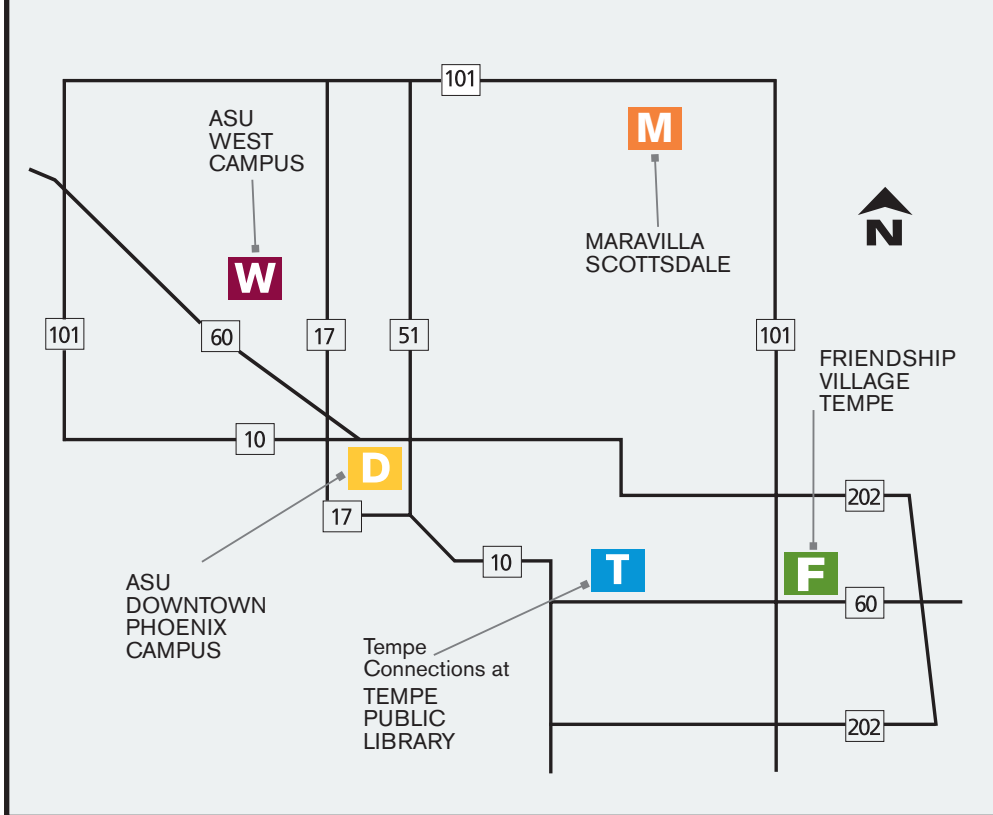 101
ASU
WEST
CAMPUS
M
N
MARAVILLA
SCOTTSDALE
W
101
60
17
51
101
FRIENDSHIP
VILLAGE
TEMPE
10
D
202
17
10
T
F
60
ASU
DOWNTOWN
PHOENIX
CAMPUS
Tempe
Connections at
TEMPE
PUBLIC
LIBRARY
202